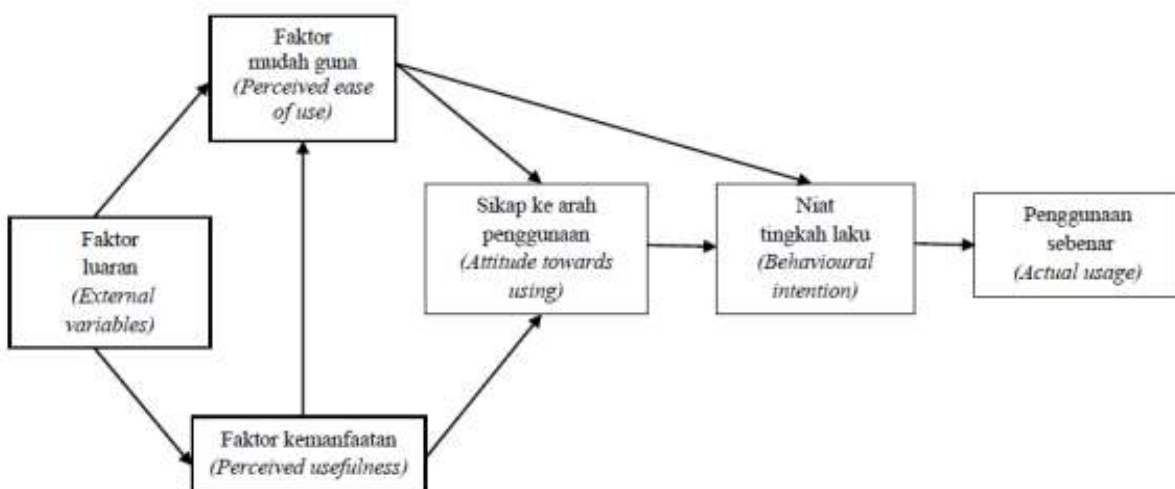 Faktor
mudah guna
(Perceived ease
of use)
Faktor
luaran
(External
variables)
Sikap ke arah
penggunaan
(Attitude towards
using)
Niat
tingkah laku
(Behavioural
intention)
Penggunaan
sebenar
(Actual usage)
Faktor kemanfaatan
(Perceived usefulness)